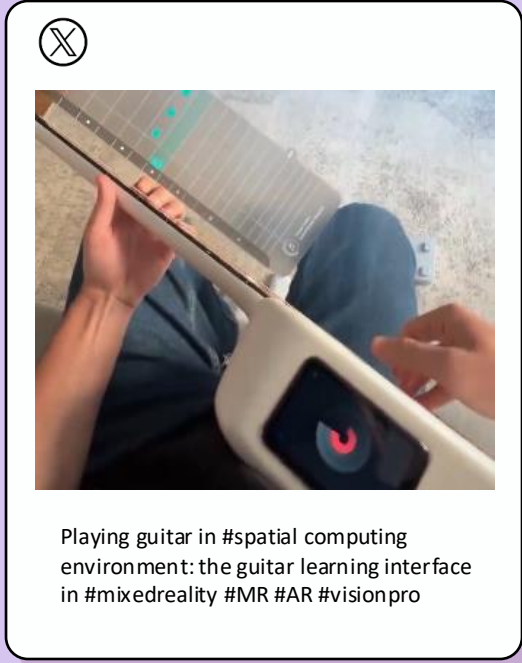 Playing guitar in #spatial computing
environment: the guitar learning interface
in #mixedreality #MR #AR #visionpro